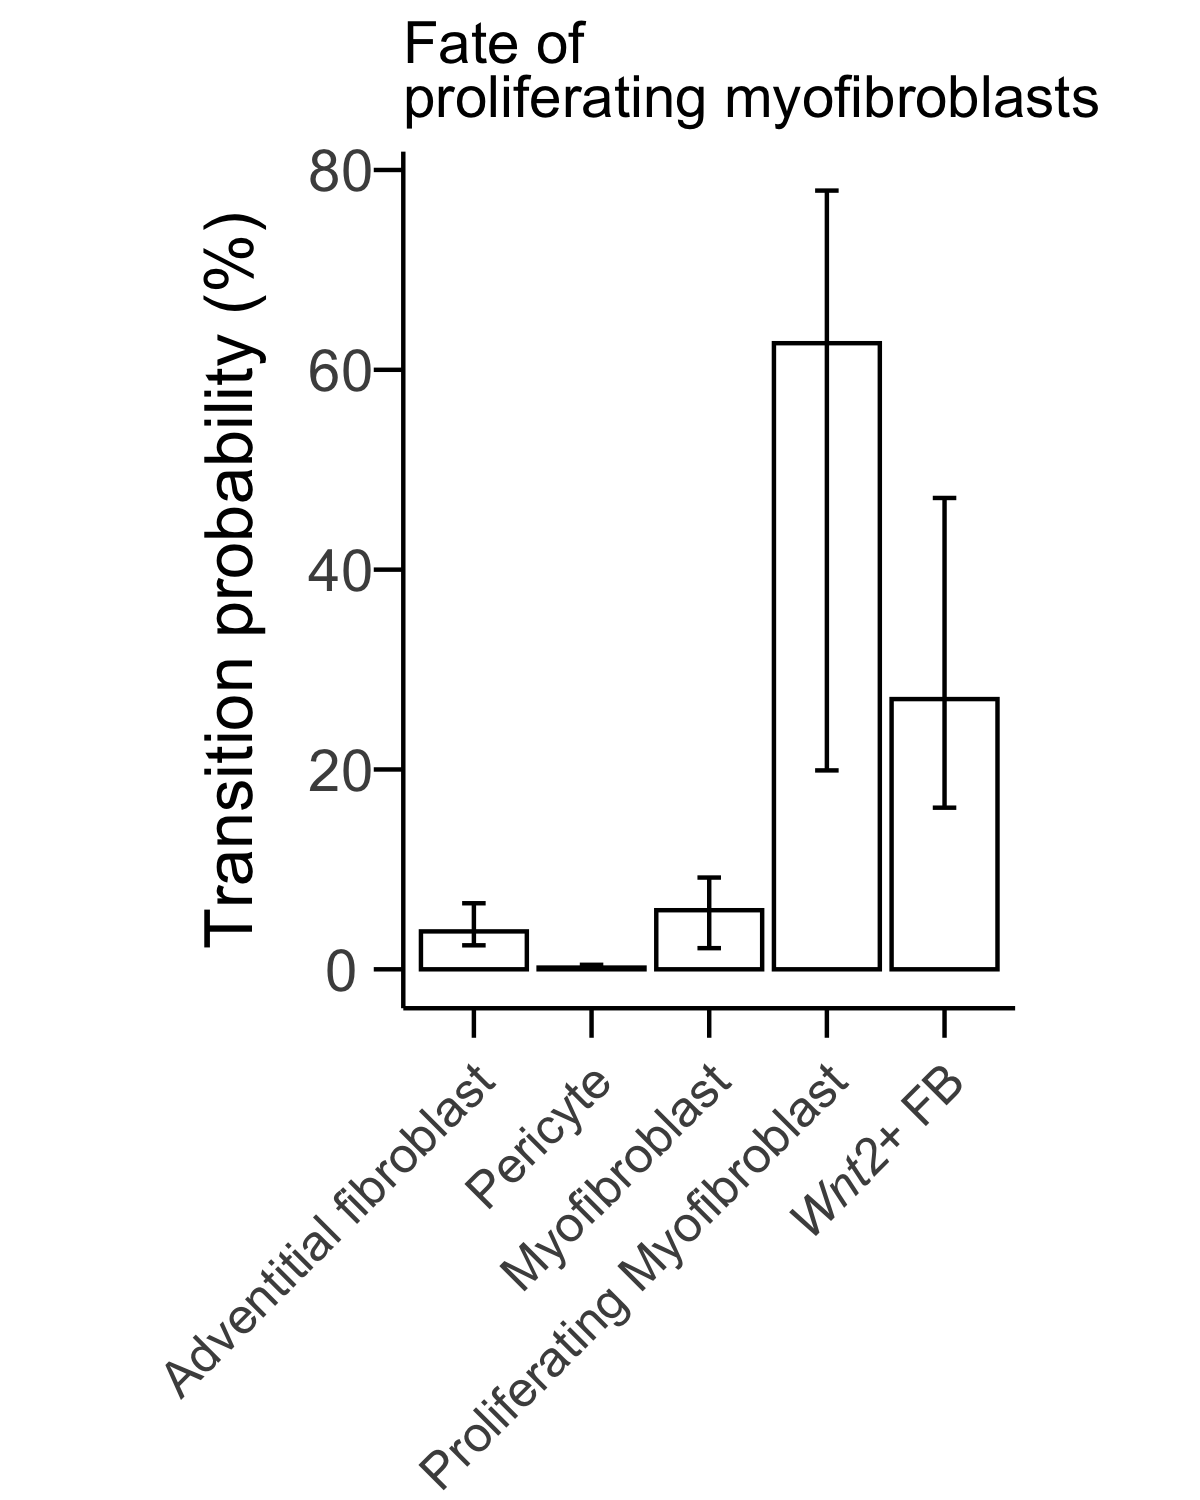 Fate of
proliferating myofibroblasts
Transition probability (%)
80
60
40
20
0
Adventitial fibroblast
Pericyte
Myofibroblast
Proliferating Myofibroblast
Wnt2+ FB